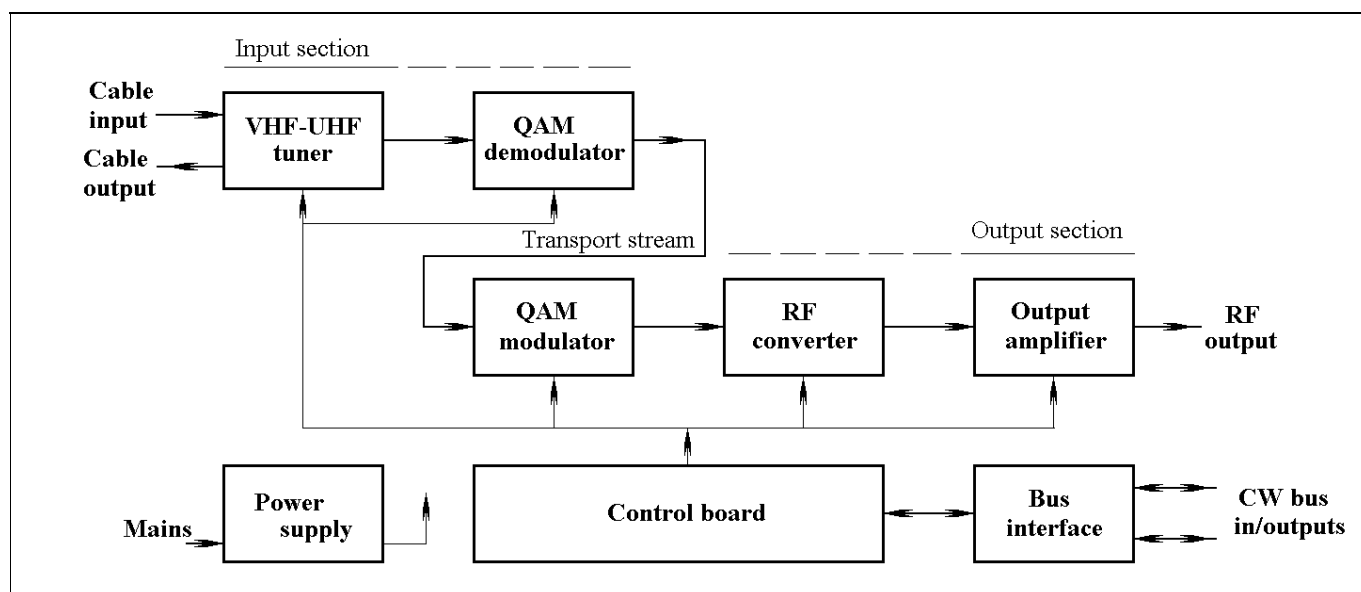 Input section
Cable
input
Cable
output
VHF-UHF
tuner
QAM
demodulator
Transport stream
Output section
QAM
modulator
RF
converter
Output
amplifier
RF
output
Mains
Power
supply
Control board
Bus
interface
CW bus
in/outputs